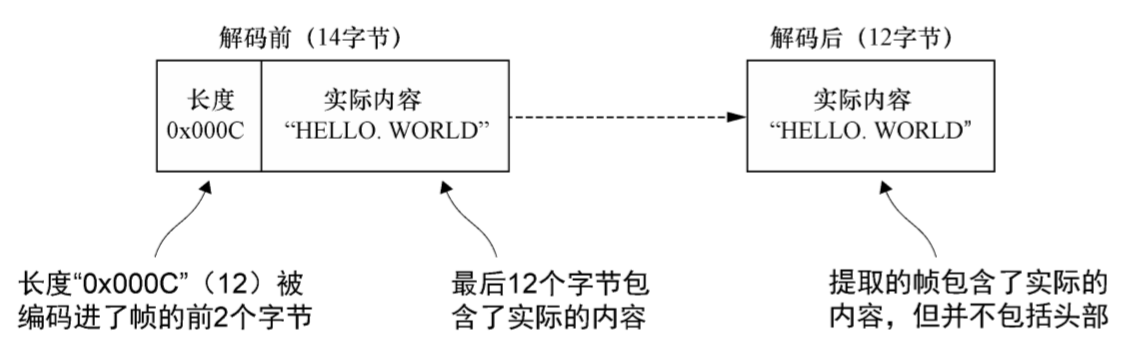 解码前（14字节）
解码后（12字节）
长度
0x000C
实际内容
“HELLO. WORLD”
实际内容
“HELLO. WORLD”
长度“0x000C”（12）被
编码进了帧的前2个字节
最后12个字节包
含了实际的内容
提取的帧包含了实际的
内容，但并不包括头部